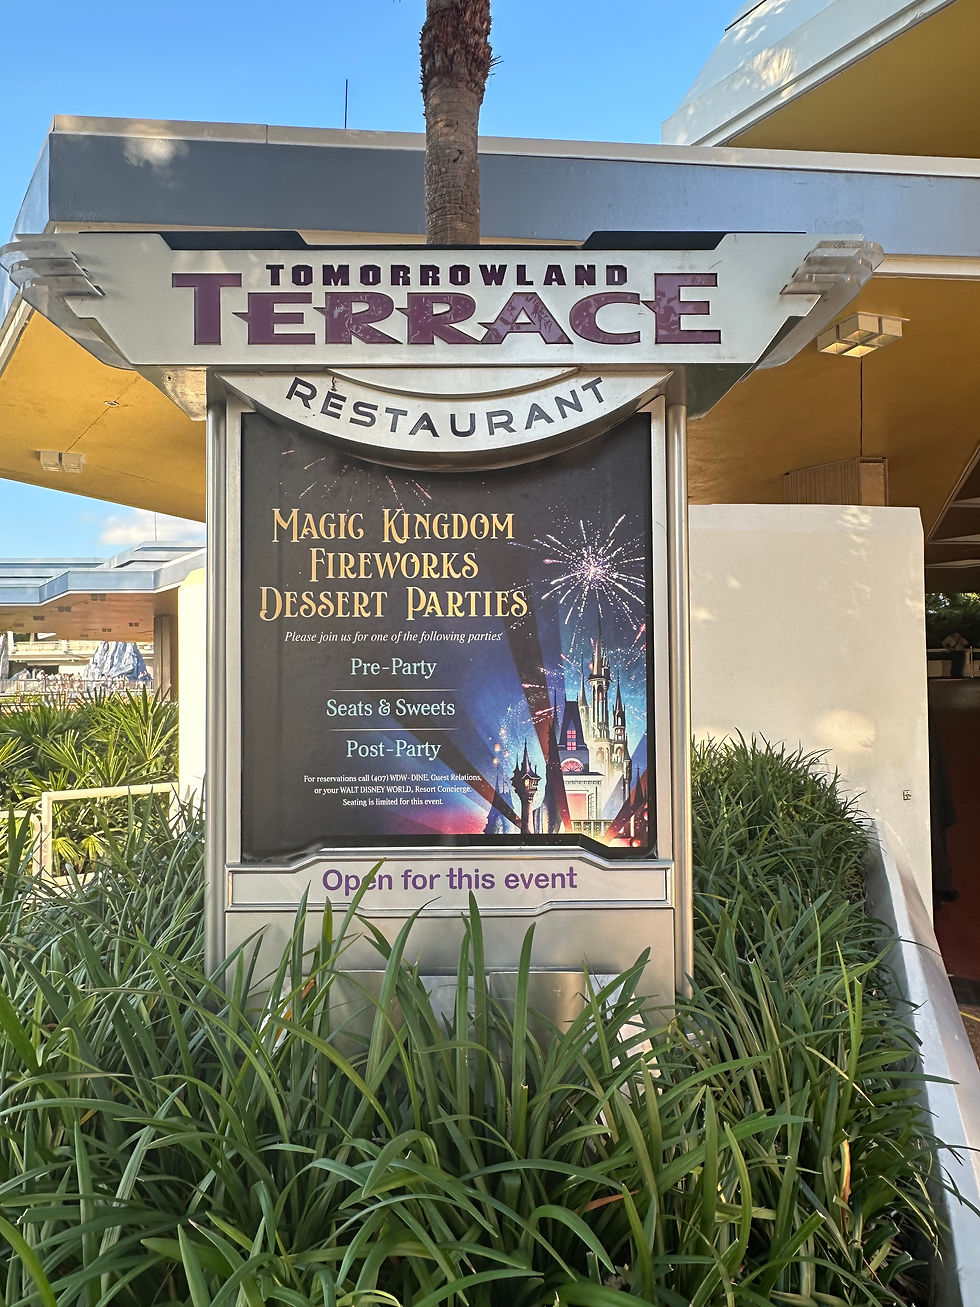 TOMORROWLAND
TERRACE
RESTAURANT
MAGIC KINGDOM
FIREWORKS
DESSERT PARTIES
Please join us for one of the following parties
Pre-Party
Seats & Sweets
Post-Party
For reservations call (407) WDW-DINE, Guest Relations,
or your WALT DISNEY WORLD, Resort Concierge.
Seating is limited for this event.
Open for this event